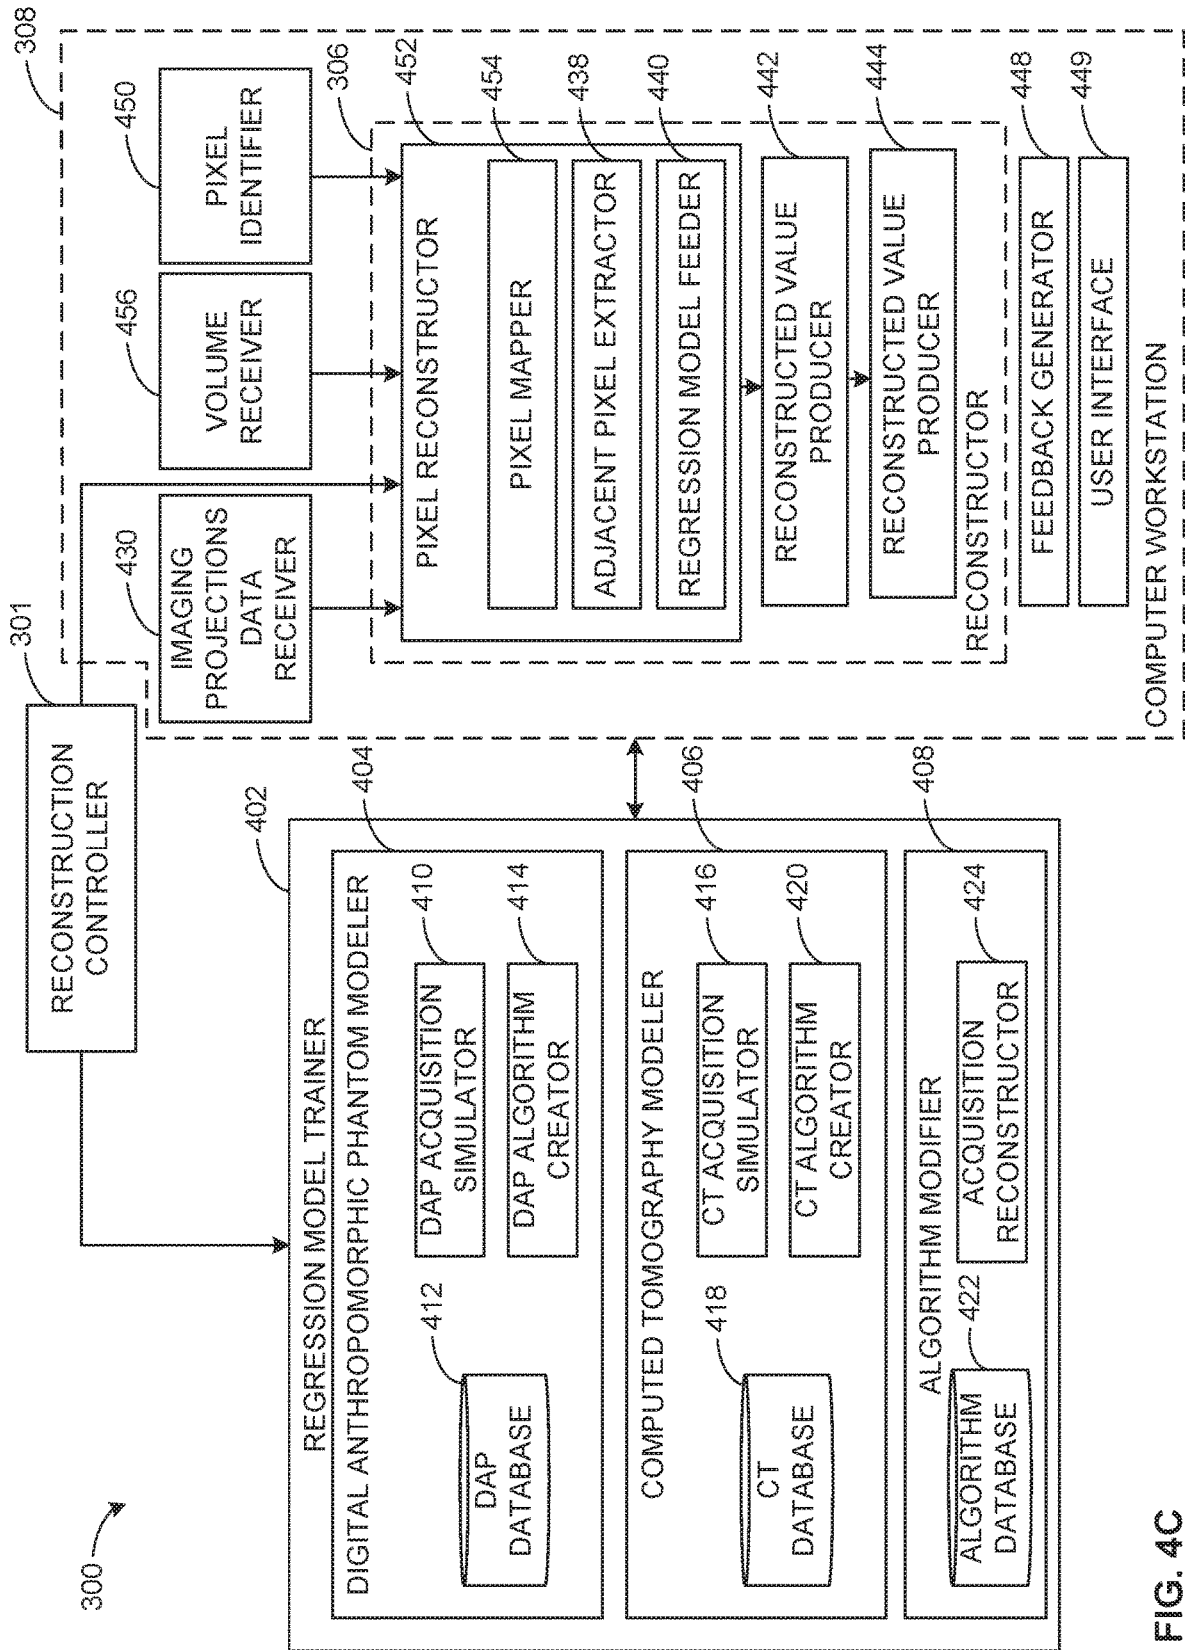 300
RECONSTRUCTION
CONTROLLER
301
402
REGRESSION MODEL TRAINER
404
DIGITAL ANTHROPOMORPHIC PHANTOM MODELER
412
DAP
DATABASE
410
DAP ACQUISITION
SIMULATOR
414
DAP ALGORITHM
CREATOR
406
COMPUTED TOMOGRAPHY MODELER
418
CT
DATABASE
416
CT ACQUISITION
SIMULATOR
420
CT ALGORITHM
CREATOR
408
ALGORITHM MODIFIER
422
ALGORITHM
DATABASE
424
ACQUISITION
RECONSTRUCTOR
308
430
IMAGING
PROJECTIONS
DATA
RECEIVER
456
VOLUME
RECEIVER
450
PIXEL
IDENTIFIER
306
452
PIXEL RECONSTRUCTOR
454
PIXEL MAPPER
438
ADJACENT PIXEL EXTRACTOR
440
REGRESSION MODEL FEEDER
442
RECONSTRUCTED VALUE
PRODUCER
444
RECONSTRUCTED VALUE
PRODUCER
RECONSTRUCTOR
448
FEEDBACK GENERATOR
449
USER INTERFACE
COMPUTER WORKSTATION
FIG. 4C